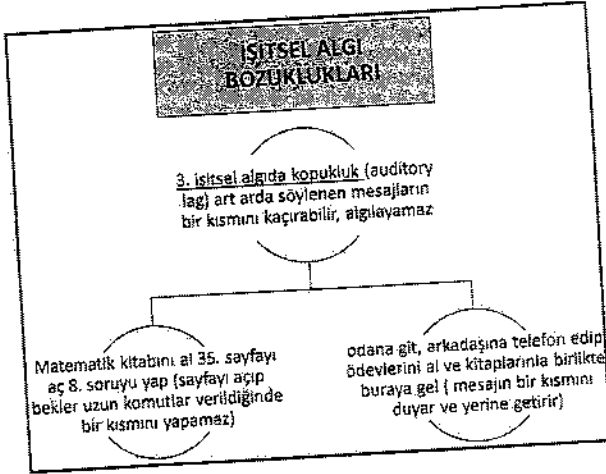 İŞİTSEL ALGI
BOZUKLUKLARI
3. işitsel algıda kopukluk (auditory
lag) art arda söylenen mesajların
bir kısmını kaçırabilir, algılayamaz
Matematik kitabını al 35. sayfayı
aç 8. soruyu yap (sayfayı açıp
bekler uzun komutlar verildiğinde
bir kısmını yapamaz)
odana git, arkadaşına telefon edip
ödevlerini al ve kitaplarınla birlikte
buraya gel ( mesajın bir kısmını
duyar ve yerine getirir)